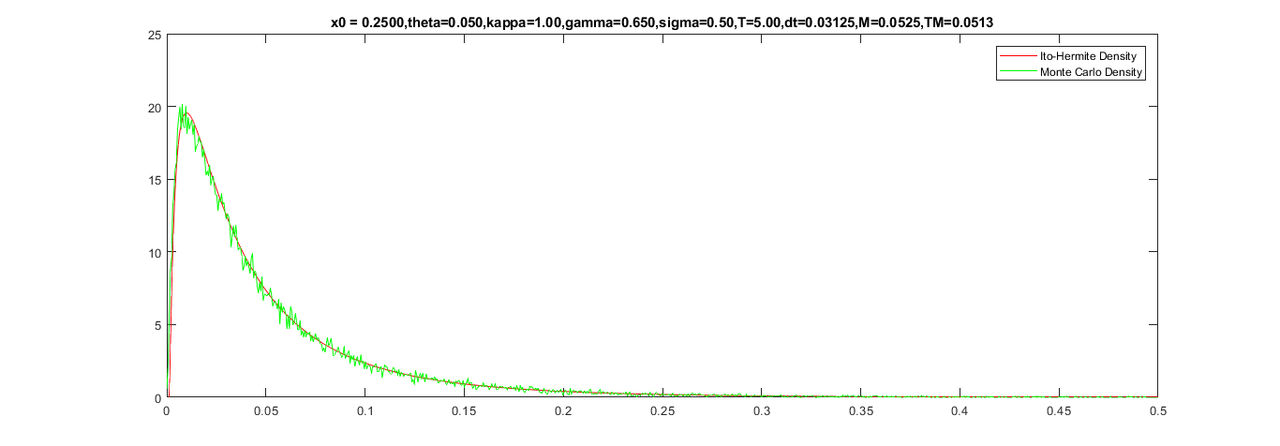 x0 = 0.2500,theta=0.050,kappa=1.00,gamma=0.650,sigma=0.50,T=5.00,dt=0.03125,M=0.0525,TM=0.0513
25
Ito-Hermite Density
Monte Carlo Density
20
15
10
5
0
0 0.05 0.1 0.15 0.2 0.25 0.3 0.35 0.4 0.45 0.5